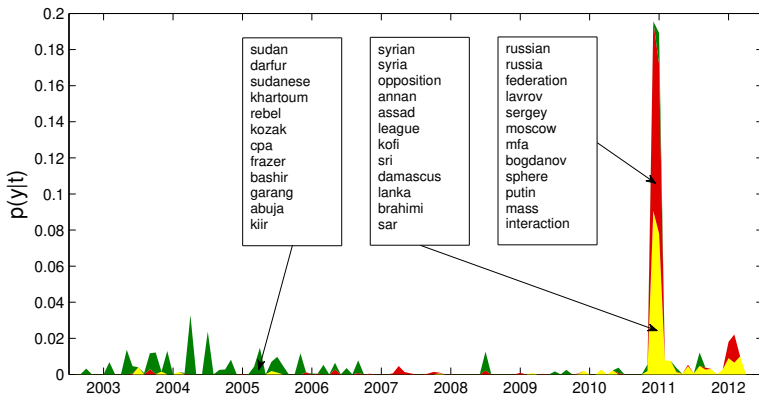 p(y|t)
0.2
0.18
0.16
0.14
0.12
0.1
0.08
0.06
0.04
0.02
0
sudan
darfur
sudanese
khartoum
rebel
kozak
cpa
frazer
bashir
garang
abuja
kiir
syrian
syria
opposition
annan
assad
league
kofi
sri
damascus
lanka
brahimi
sar
russian
russia
federation
lavrov
sergey
moscow
mfa
bogdanov
sphere
putin
mass
interaction
2003 2004 2005 2006 2007 2008 2009 2010 2011 2012